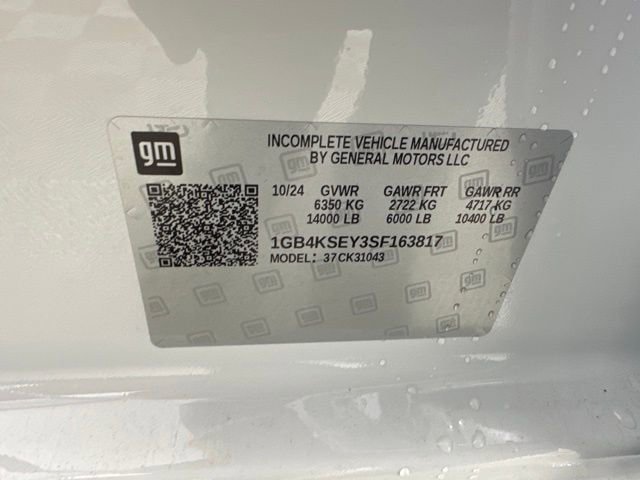 gm
INCOMPLETE VEHICLE MANUFACTURED
BY GENERAL MOTORS LLC
10/24 GVWR GAWR FRT GAWR RR
6350 KG 2722 KG 4717 KG
14000 LB 6000 LB 10400 LB
1GB4KSEY3SF163817
MODEL: 37CK31043